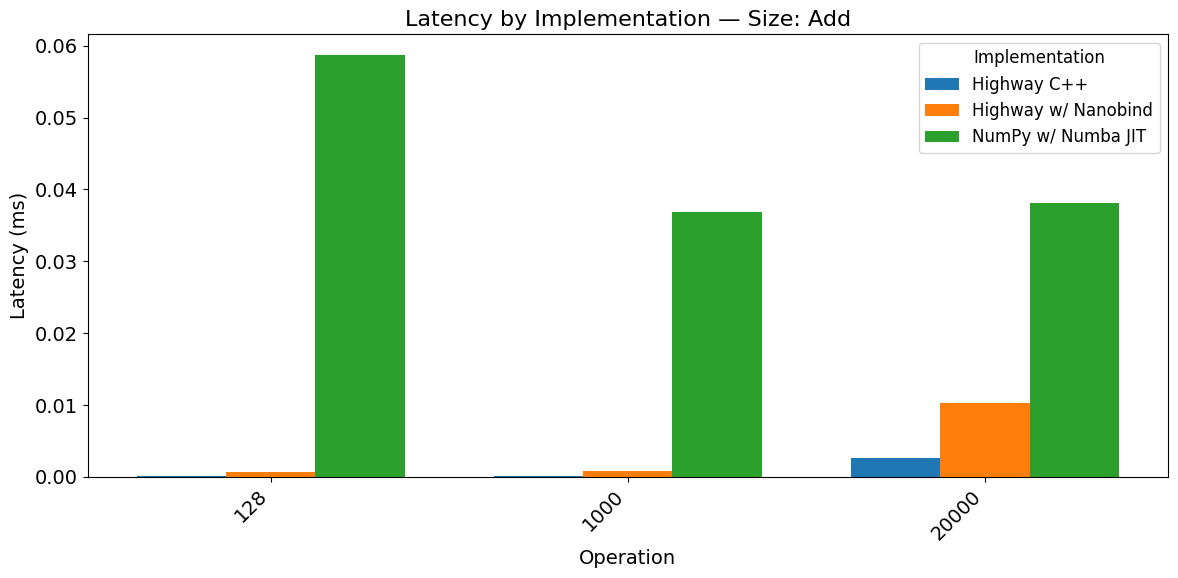 Latency by Implementation — Size: Add
Implementation
Highway C++
Highway w/ Nanobind
NumPy w/ Numba JIT
Latency (ms)
0.06
0.05
0.04
0.03
0.02
0.01
0.00
128
1000
20000
Operation